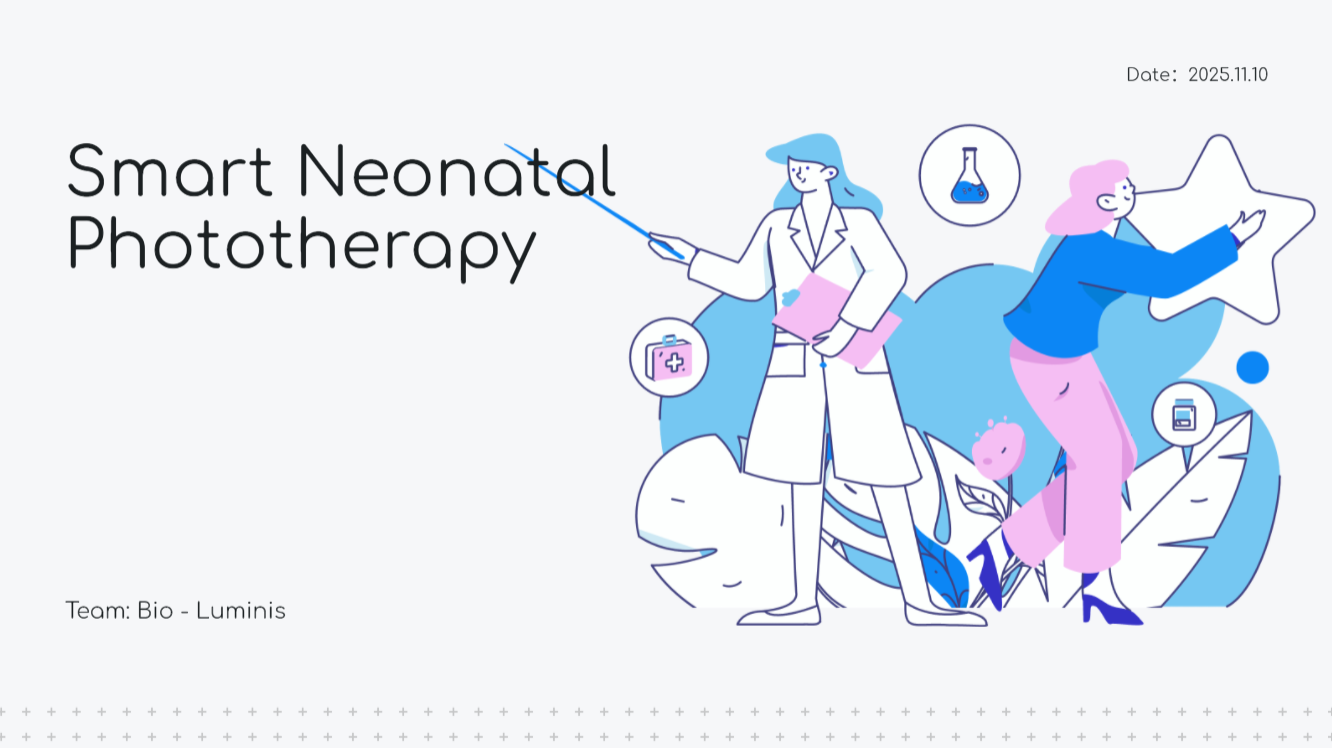 Date: 2025.11.10
Smart Neonatal
Phototherapy
Team: Bio - Luminis